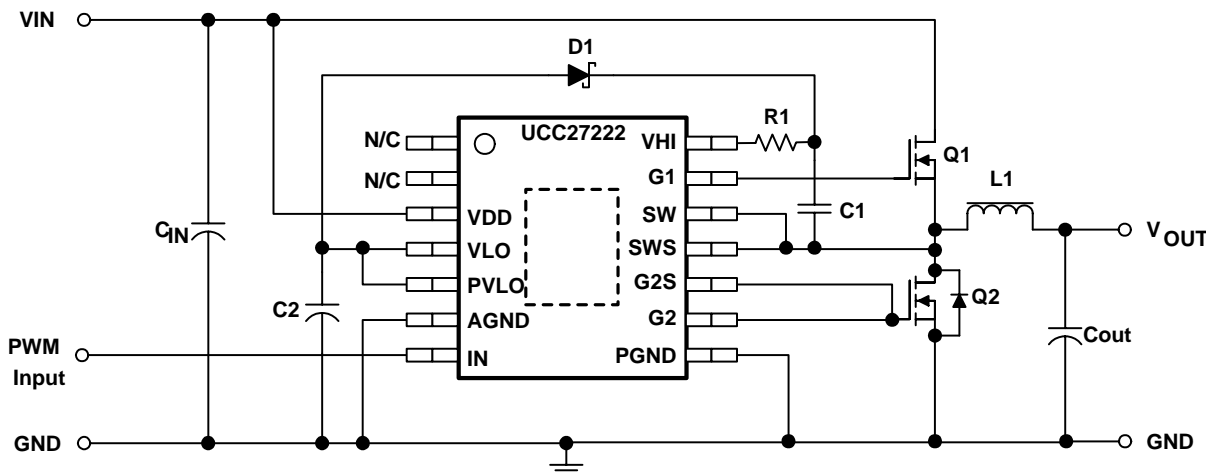 VIN
D1
UCC27222
R1
N/C
VHI
Q1
N/C
G1
L1
VDD
SW
C1
CIN
VLO
SWS
VOUT
PVLO
G2S
Q2
C2
AGND
G2
PWM
Input
IN
PGND
Cout
GND
GND